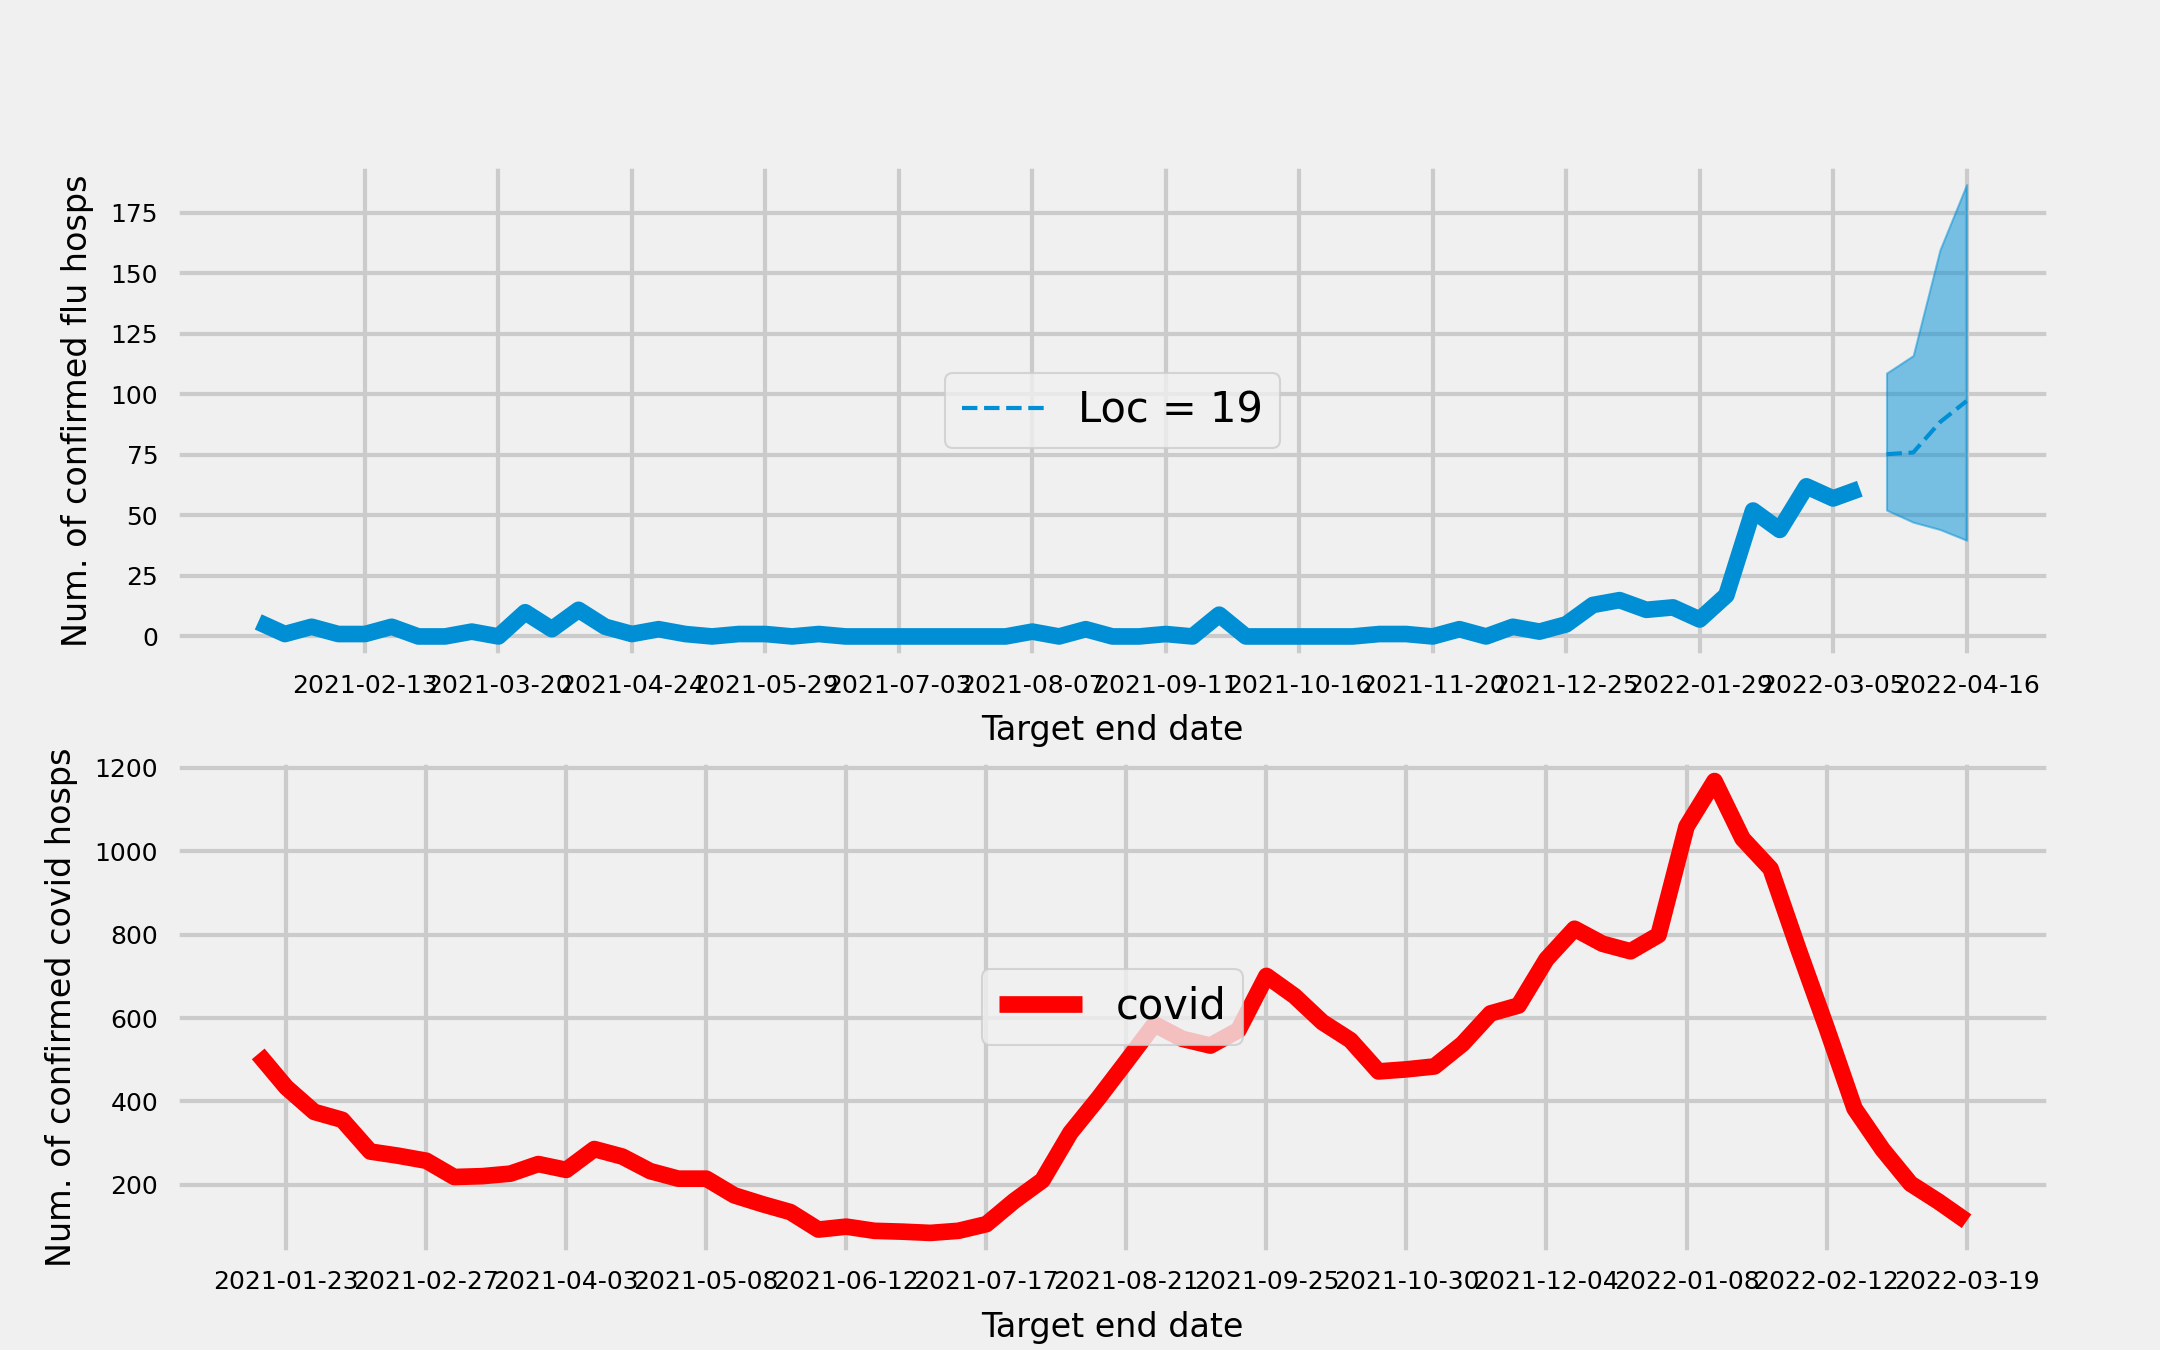 Num. of confirmed flu hosps
175
150
125
100
75
50
25
0
Loc = 19
2021-02-13 2021-03-20 2021-04-24 2021-05-29 2021-07-03 2021-08-07 2021-09-11 2021-10-16 2021-11-20 2021-12-25 2022-01-29 2022-03-05 2022-04-16
Target end date
Num. of confirmed covid hosps
1200
1000
800
600
400
200
covid
2021-01-23 2021-02-27 2021-04-03 2021-05-08 2021-06-12 2021-07-17 2021-08-21 2021-09-25 2021-10-30 2021-12-04 2022-01-08 2022-02-12 2022-03-19
Target end date